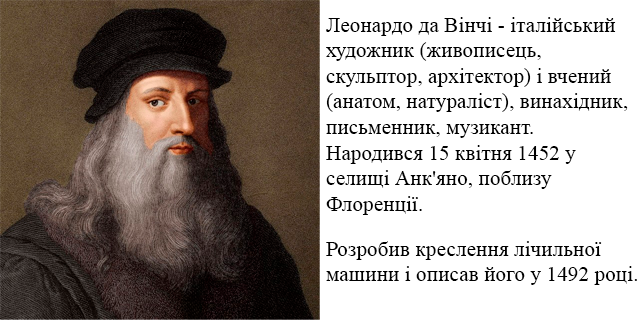 Леонардо да Вінчі - італійський
художник (живописець,
скульптор, архітектор) і вчений
(анатом, натураліст), винахідник,
письменник, музикант.
Народився 15 квітня 1452 у
селищі Анк'яно, поблизу
Флоренції.
Розробив креслення лічильної
машини і описав його у 1492 році.